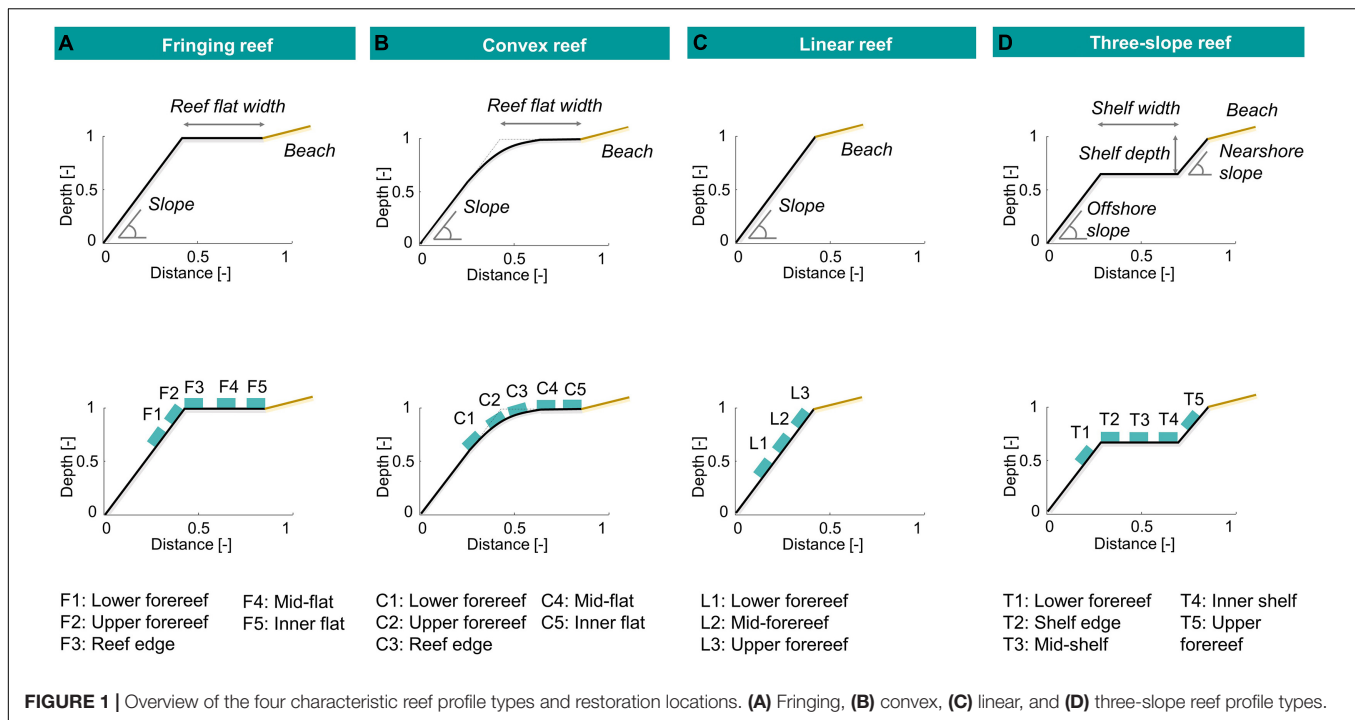 A Fringing reef
B Convex reef
C Linear reef
D Three-slope reef
Reef flat width
1
Beach
Depth [-]
0.5
Slope
0
0 0.5 1
Distance [-]
Reef flat width
1
Beach
Depth [-]
0.5
Slope
0
0 0.5 1
Distance [-]
1
Beach
Depth [-]
0.5
Slope
0
0 0.5 1
Distance [-]
Shelf width
Beach
1
Shelf depth
Nearshore
slope
Depth [-]
0.5
Offshore
slope
0
0 0.5 1
Distance [-]
F1 F2 F3 F4 F5
1
Depth [-]
0.5
0
0 0.5 1
Distance [-]
C1 C2 C3 C4 C5
1
Depth [-]
0.5
0
0 0.5 1
Distance [-]
L1 L2 L3
1
Depth [-]
0.5
0
0 0.5 1
Distance [-]
T1 T2 T3 T4 T5
1
Depth [-]
0.5
0
0 0.5 1
Distance [-]
F1: Lower forereef
F2: Upper forereef
F3: Reef edge
F4: Mid-flat
F5: Inner flat
C1: Lower forereef
C2: Upper forereef
C3: Reef edge
C4: Mid-flat
C5: Inner flat
L1: Lower forereef
L2: Mid-forereef
L3: Upper forereef
T1: Lower forereef
T2: Shelf edge
T3: Mid-shelf
T4: Inner shelf
T5: Upper
forereef
FIGURE 1 | Overview of the four characteristic reef profile types and restoration locations. (A) Fringing, (B) convex, (C) linear, and (D) three-slope reef profile types.